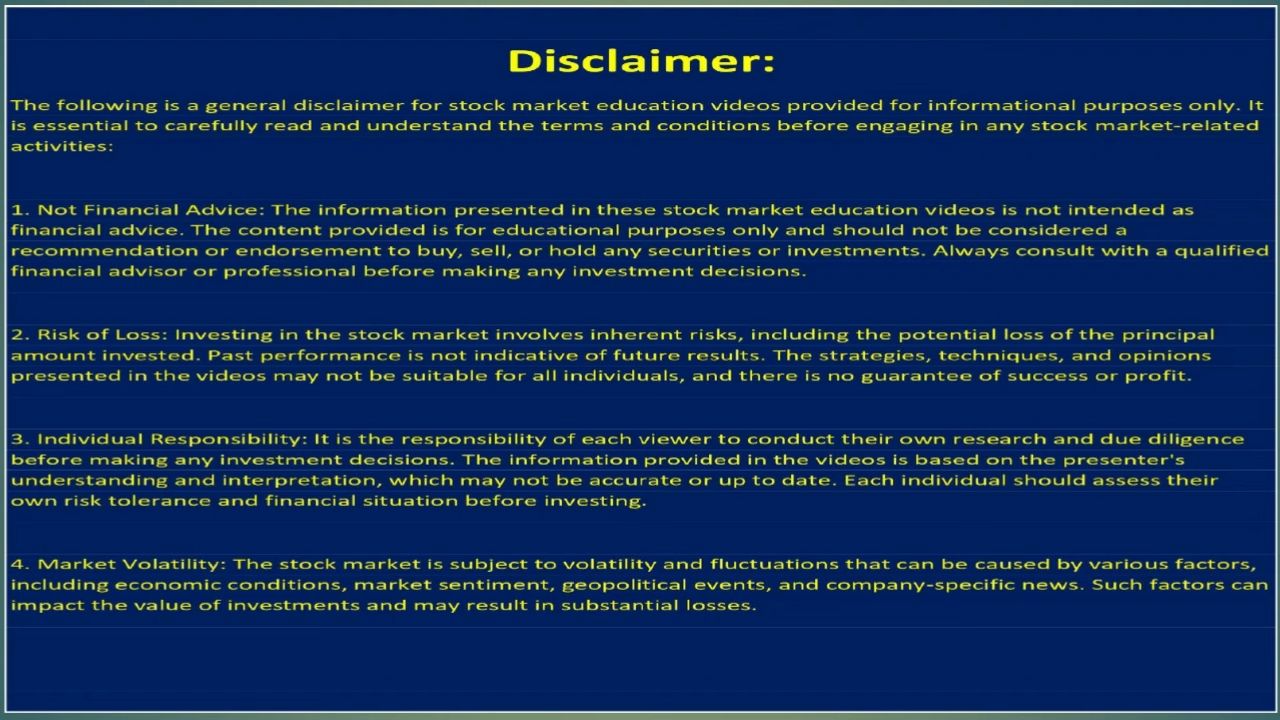 Disclaimer:
The following is a general disclaimer for stock market education videos provided for informational purposes only. It
is essential to carefully read and understand the terms and conditions before engaging in any stock market-related
activities:
1. Not Financial Advice: The information presented in these stock market education videos is not intended as
financial advice. The content provided is for educational purposes only and should not be considered a
recommendation or endorsement to buy, sell, or hold any securities or investments. Always consult with a qualified
financial advisor or professional before making any investment decisions.
2. Risk of Loss: Investing in the stock market involves inherent risks, including the potential loss of the principal
amount invested. Past performance is not indicative of future results. The strategies, techniques, and opinions
presented in the videos may not be suitable for all individuals, and there is no guarantee of success or profit.
3. Individual Responsibility: It is the responsibility of each viewer to conduct their own research and due diligence
before making any investment decisions. The information provided in the videos is based on the presenter's
understanding and interpretation, which may not be accurate or up to date. Each individual should assess their
own risk tolerance and financial situation before investing.
4. Market Volatility: The stock market is subject to volatility and fluctuations that can be caused by various factors,
including economic conditions, market sentiment, geopolitical events, and company-specific news. Such factors can
impact the value of investments and may result in substantial losses.